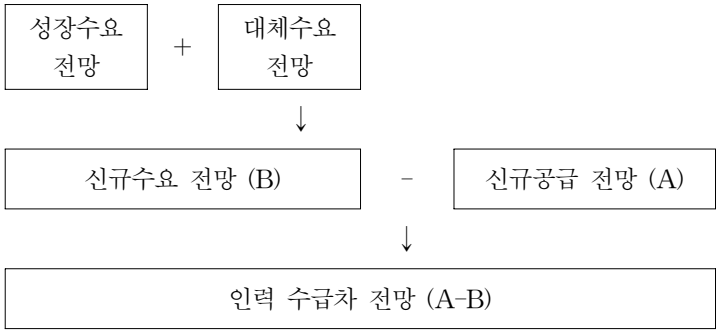 성장수요 + 대체수요
전망 전망
↓
신규수요 전망 (B) - 신규공급 전망 (A)
↓
인력 수급차 전망 (A-B)